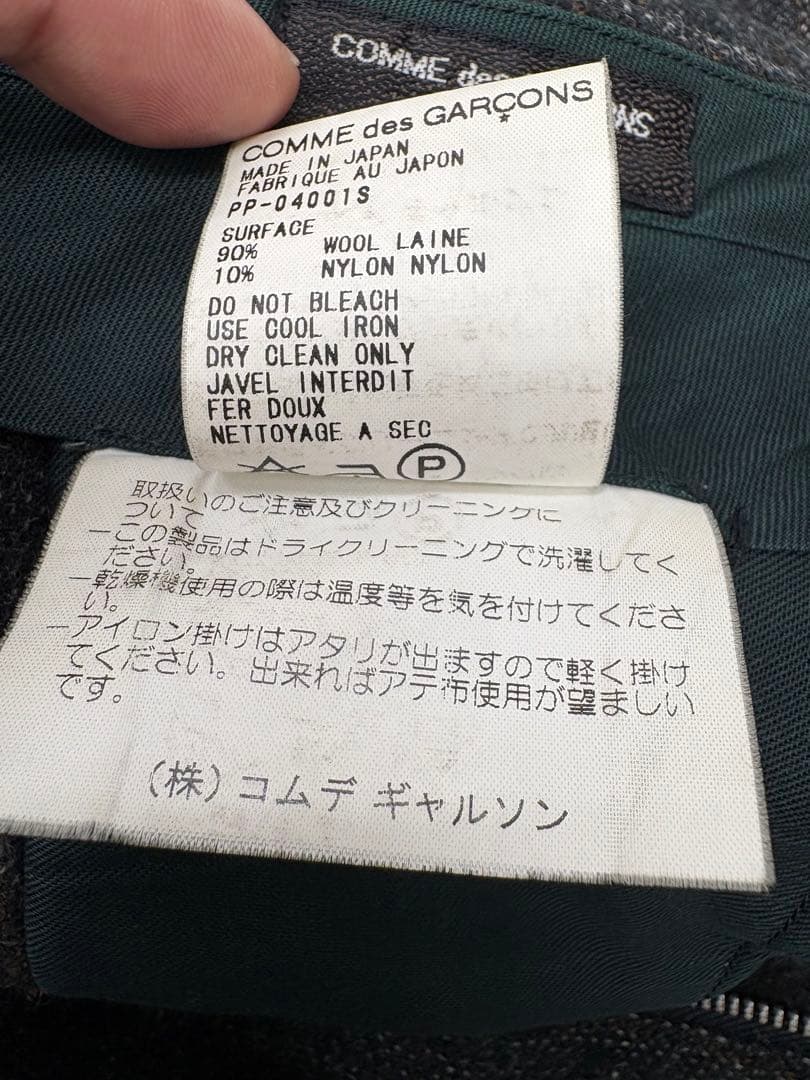 COMME des
NS
COMME des GARÇONS
MADE IN JAPAN
FABRIQUE AU JAPON
PP-04001S
SURFACE
90% WOOL LAINE
10% NYLON NYLON
DO NOT BLEACH
USE COOL IRON
DRY CLEAN ONLY
JAVEL INTERDIT
FER DOUX
NETTOYAGE A SEC
P
取扱いのご注意及びクリーニングに
ついて
一この製品はドライクリーニングで洗濯してく
ださい。
一乾燥機使用の際は温度等を気を付けてくださ
い。
一アイロン掛けはアタリが出ますので軽く掛け
てください。出来ればアテ布使用が望ましい
です。
(株)コムデ ギャルソン